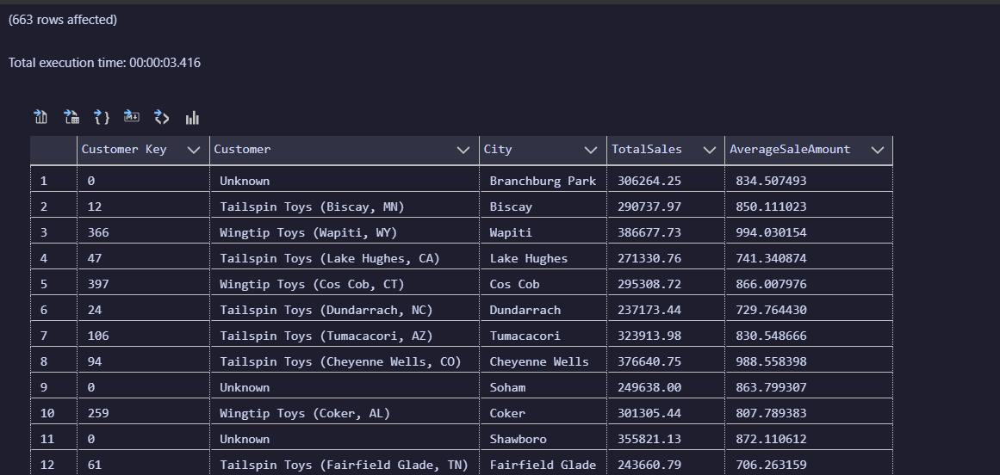 (663 rows affected)
Total execution time: 00:00:03.416
Customer Key Customer City TotalSales AverageSaleAmount
1 0 Unknown Branchburg Park 306264.25 834.507493
2 12 Tailspin Toys (Biscay, MN) Biscay 290737.97 850.111023
3 366 Wingtip Toys (Wapiti, WY) Wapiti 386677.73 994.030154
4 47 Tailspin Toys (Lake Hughes, CA) Lake Hughes 271330.76 741.340874
5 397 Wingtip Toys (Cos Cob, CT) Cos Cob 295308.72 866.007976
6 24 Tailspin Toys (Dundarrach, NC) Dundarrach 237173.44 729.764430
7 106 Tailspin Toys (Tumacacori, AZ) Tumacacori 323913.98 830.548666
8 94 Tailspin Toys (Cheyenne Wells, CO) Cheyenne Wells 376640.75 988.558398
9 0 Unknown Soham 249638.00 863.799307
10 259 Wingtip Toys (Coker, AL) Coker 301305.44 807.789383
11 0 Unknown Shawboro 355821.13 872.110612
12 61 Tailspin Toys (Fairfield Glade, TN) Fairfield Glade 243660.79 706.263159